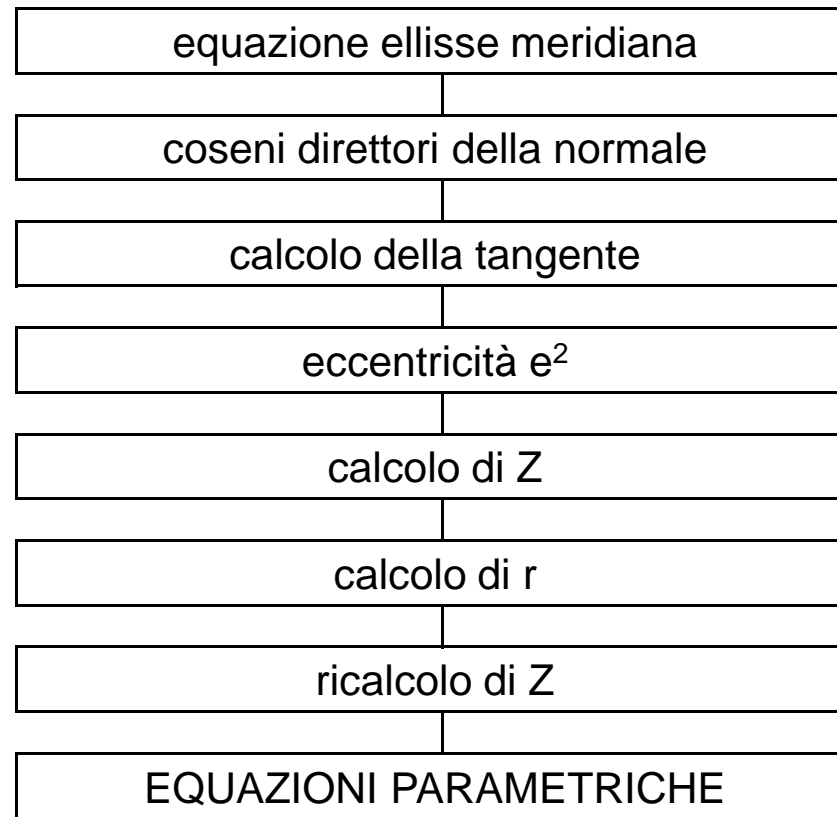 equazione ellisse meridiana
coseni direttori della normale
calcolo della tangente
eccentricità e²
calcolo di Z
calcolo di r
ricalcolo di Z
EQUAZIONI PARAMETRICHE